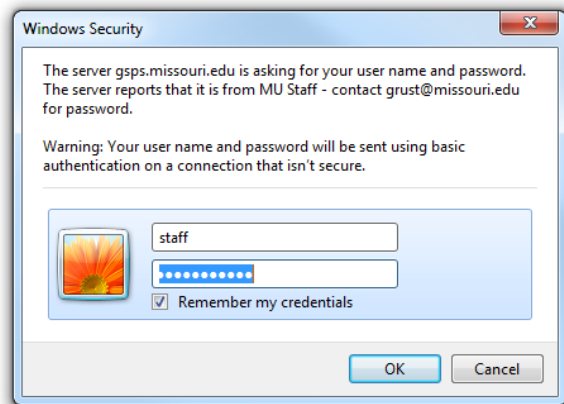 Windows Security
The server gsps.missouri.edu is asking for your user name and password.
The server reports that it is from MU Staff - contact grust@missouri.edu
for password.
Warning: Your user name and password will be sent using basic
authentication on a connection that isn't secure.
staff
•••••••••••
Remember my credentials
OK
Cancel